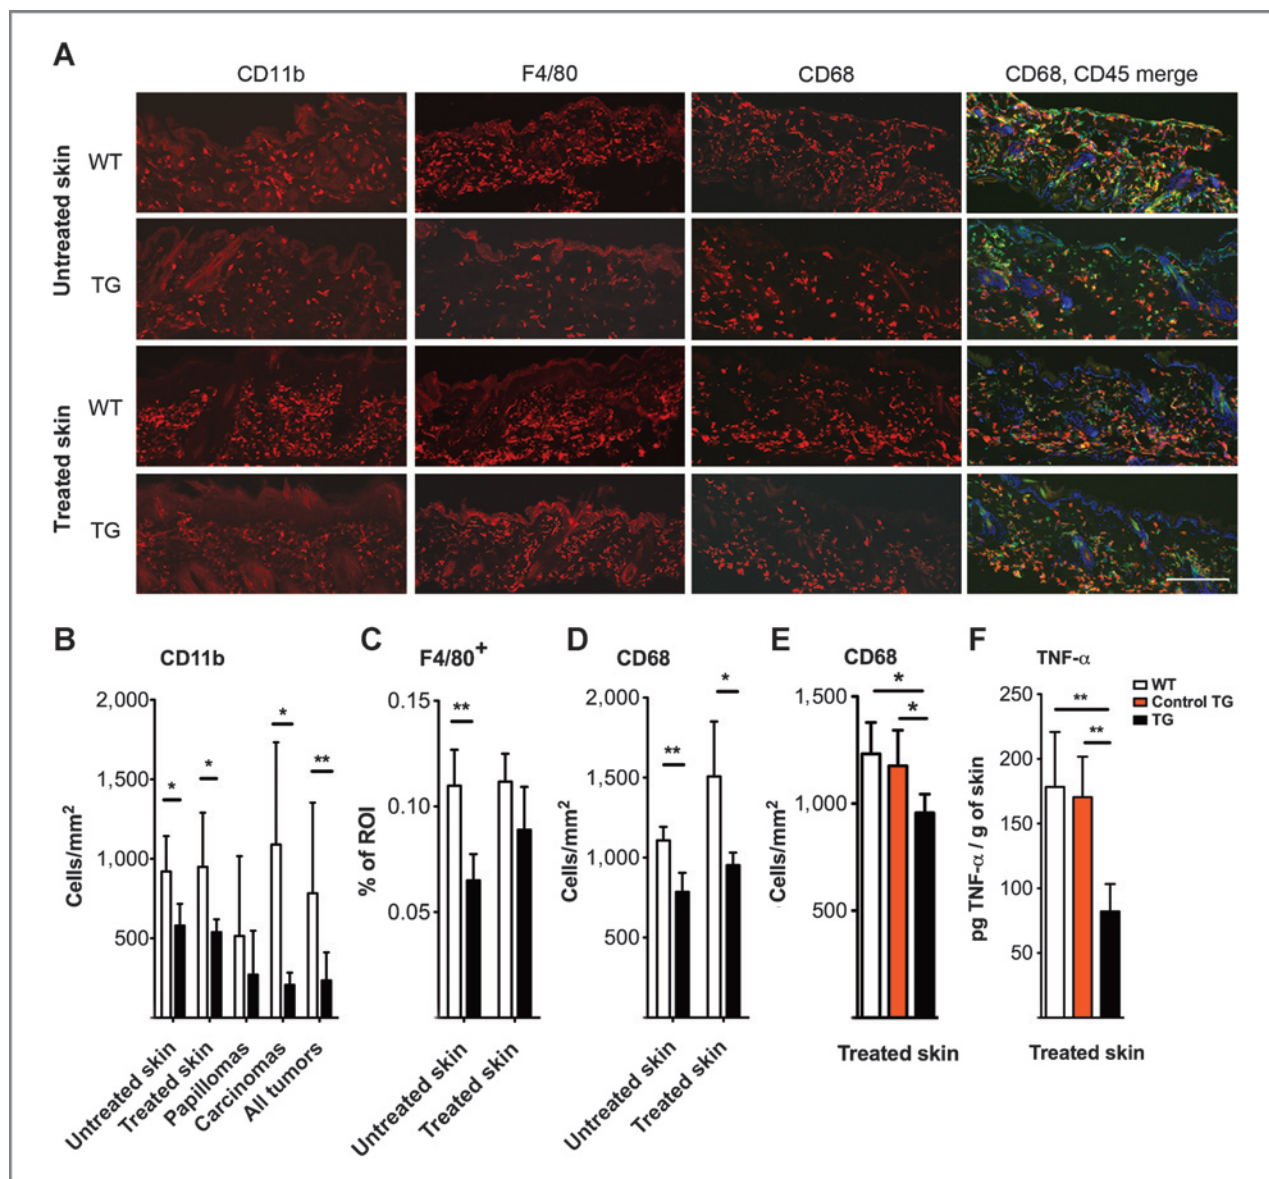 A
CD11b F4/80 CD68 CD68, CD45 merge
Untreated skin
WT
TG
Treated skin
WT
TG
B
CD11b
Cells/mm²
2,000
1,500
1,000
500
* * * **
Untreated skin
Treated skin
Papillomas
Carcinomas
All tumors
C
F4/80⁺
% of ROI
0.15
0.10
0.05
**
Untreated skin
Treated skin
D
CD68
Cells/mm²
2,000
1,500
1,000
500
** *
Untreated skin
Treated skin
E
CD68
Cells/mm²
1,500
1,000
500
*
*
Treated skin
F
TNF-α
pg TNF-α / g of skin
250
200
150
100
50
**
**
Treated skin
WT
Control TG
TG